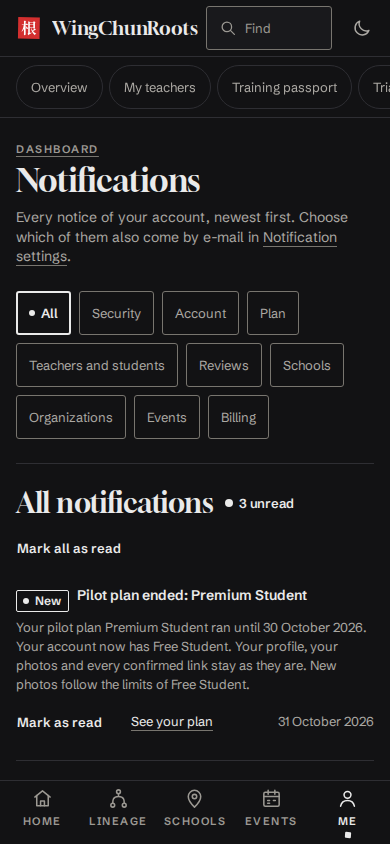 根 WingChunRoots Find
Overview My teachers Training passport Tria
DASHBOARD
Notifications
Every notice of your account, newest first. Choose
which of them also come by e-mail in Notification
settings.
All Security Account Plan
Teachers and students Reviews Schools
Organizations Events Billing
All notifications 3 unread
Mark all as read
New Pilot plan ended: Premium Student
Your pilot plan Premium Student ran until 30 October 2026.
Your account now has Free Student. Your profile, your
photos and every confirmed link stay as they are. New
photos follow the limits of Free Student.
Mark as read See your plan 31 October 2026
HOME LINEAGE SCHOOLS EVENTS ME